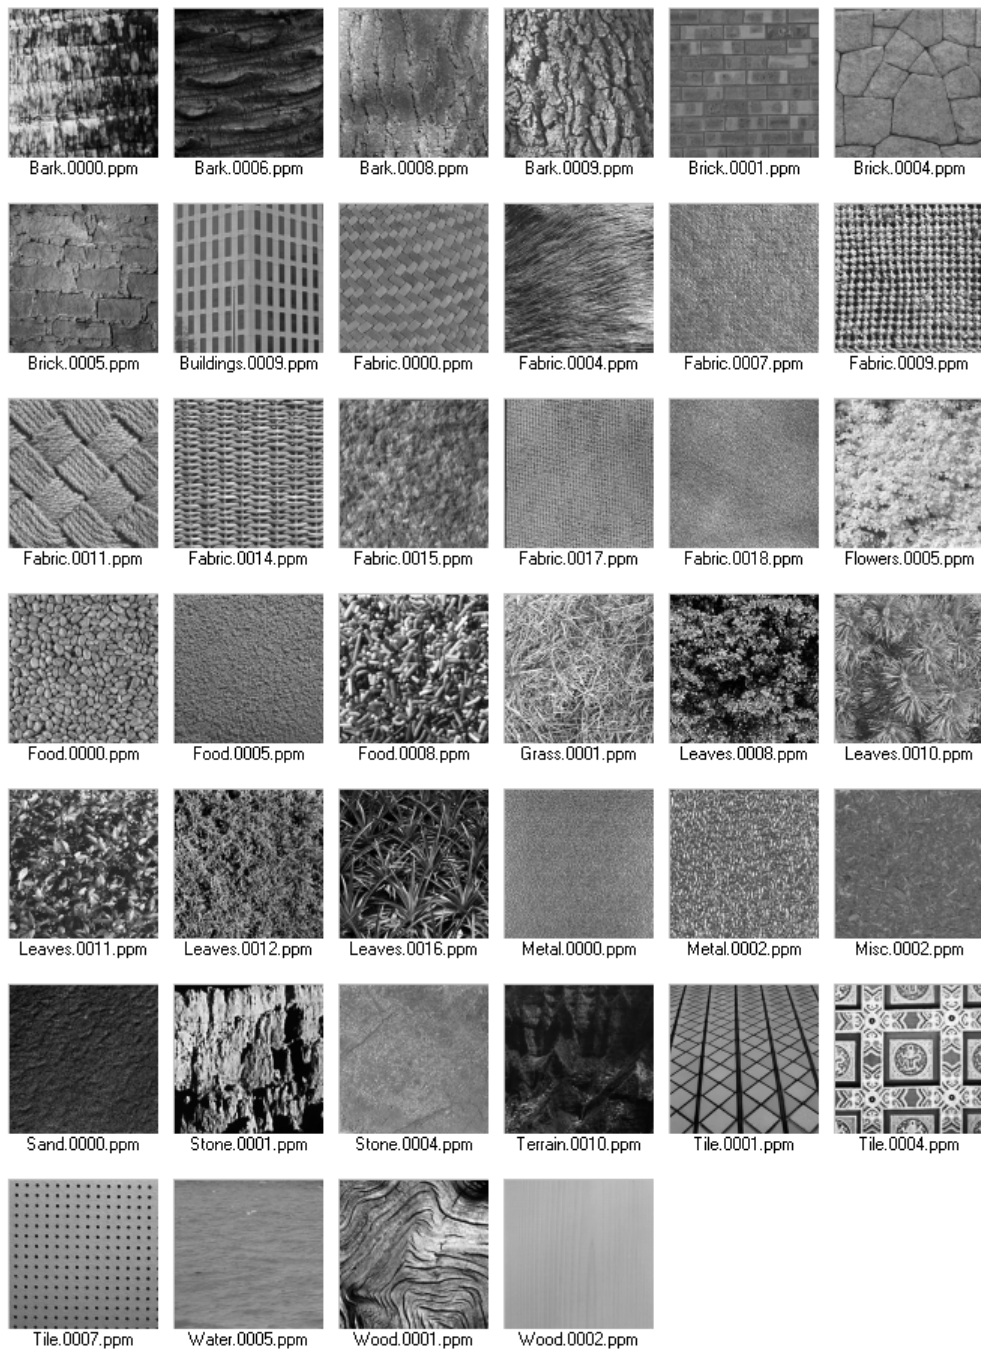 Bark.0000.ppm Bark.0006.ppm Bark.0008.ppm Bark.0009.ppm Brick.0001.ppm Brick.0004.ppm
Brick.0005.ppm Buildings.0009.ppm Fabric.0000.ppm Fabric.0004.ppm Fabric.0007.ppm Fabric.0009.ppm
Fabric.0011.ppm Fabric.0014.ppm Fabric.0015.ppm Fabric.0017.ppm Fabric.0018.ppm Flowers.0005.ppm
Food.0000.ppm Food.0005.ppm Food.0008.ppm Grass.0001.ppm Leaves.0008.ppm Leaves.0010.ppm
Leaves.0011.ppm Leaves.0012.ppm Leaves.0016.ppm Metal.0000.ppm Metal.0002.ppm Misc.0002.ppm
Sand.0000.ppm Stone.0001.ppm Stone.0004.ppm Terrain.0010.ppm Tile.0001.ppm Tile.0004.ppm
Tile.0007.ppm Water.0005.ppm Wood.0001.ppm Wood.0002.ppm